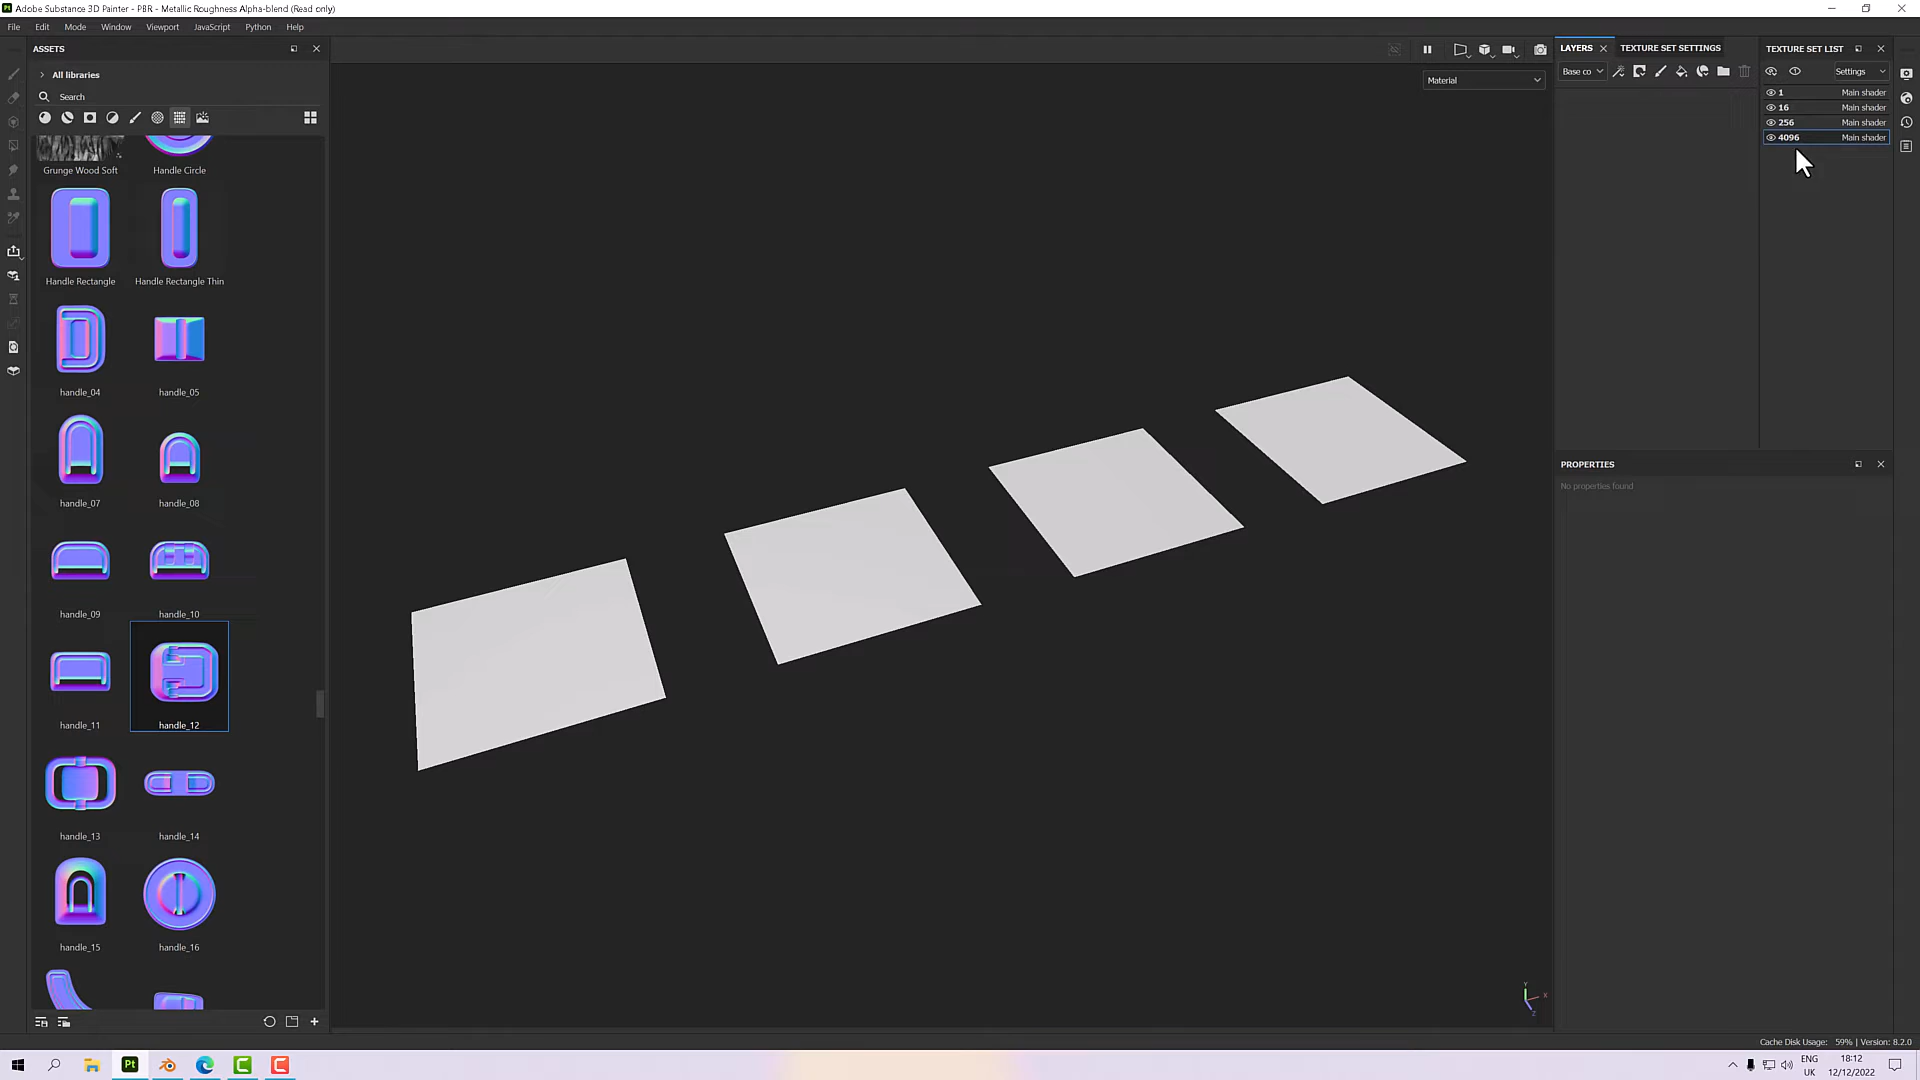 Pt Adobe Substance 3D Painter - PBR - Metallic Roughness Alpha-blend (Read only)
File Edit Mode Window Viewport JavaScript Python Help
ASSETS
All libraries
Search
Grunge Wood Soft Handle Circle
Handle Rectangle Handle Rectangle Thin
handle_04 handle_05
handle_07 handle_08
handle_09 handle_10
handle_11 handle_12
handle_13 handle_14
handle_15 handle_16
Material
Y
X
Z
LAYERS TEXTURE SET SETTINGS
Base co
TEXTURE SET LIST
Settings
1 Main shader
16 Main shader
256 Main shader
4096 Main shader
PROPERTIES
No properties found
Cache Disk Usage: 59% | Version: 8.2.0
Pt
C
C
ENG
UK
18:12
12/12/2022